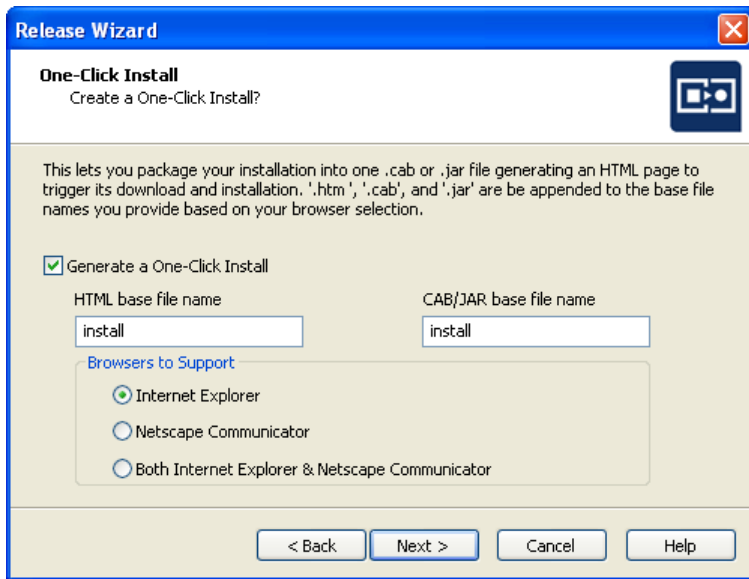 Release Wizard
One-Click Install
Create a One-Click Install?
This lets you package your installation into one .cab or .jar file generating an HTML page to
trigger its download and installation. '.htm ', '.cab', and '.jar' are be appended to the base file
names you provide based on your browser selection.
Generate a One-Click Install
HTML base file name CAB/JAR base file name
install install
Browsers to Support
Internet Explorer
Netscape Communicator
Both Internet Explorer & Netscape Communicator
< Back Next > Cancel Help